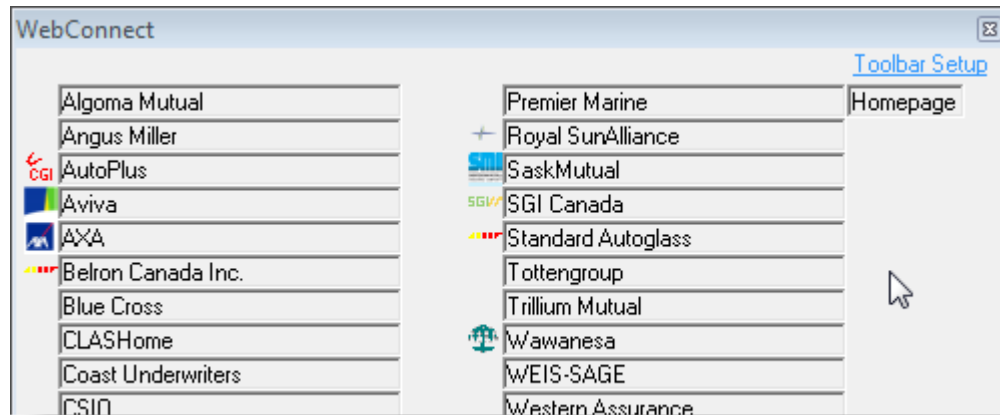 WebConnect
Toolbar Setup
Algoma Mutual
Angus Miller
CGI AutoPlus
Aviva
AXA
Belron Canada Inc.
Blue Cross
CLASHome
Coast Underwriters
CSIO
Premier Marine
Royal SunAlliance
SMI SaskMutual
SGI SGI Canada
Standard Autoglass
Tottengroup
Trillium Mutual
Wawanesa
WEIS-SAGE
Western Assurance
Homepage